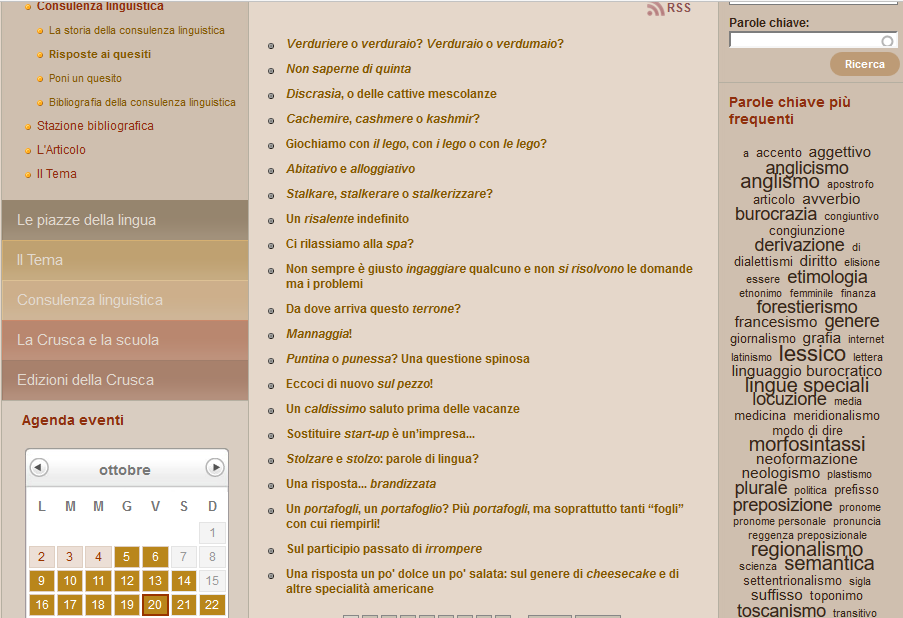 Consulenza linguistica
La storia della consulenza linguistica
Risposte ai quesiti
Poni un quesito
Bibliografia della consulenza linguistica
Stazione bibliografica
L'Articolo
Il Tema
Le piazze della lingua
Il Tema
Consulenza linguistica
La Crusca e la scuola
Edizioni della Crusca
Agenda eventi
ottobre
L M M G V S D
1
2 3 4 5 6 7 8
9 10 11 12 13 14 15
16 17 18 19 20 21 22
RSS
Verduriere o verduraio? Verduraio o verdumaio?
Non saperne di quinta
Discrasia, o delle cattive mescolanze
Cachemire, cashmere o kashmir?
Giochiamo con il lego, con i lego o con le lego?
Abitativo e alloggiativo
Stalkare, stalkerare o stalkerizzare?
Un risalente indefinito
Ci rilassiamo alla spa?
Non sempre è giusto ingaggiare qualcuno e non si risolvono le domande
ma i problemi
Da dove arriva questo terrone?
Mannaggia!
Puntina o punessa? Una questione spinosa
Eccoci di nuovo sul pezzo!
Un caldissimo saluto prima delle vacanze
Sostituire start-up è un'impresa...
Stolzare e stolzo: parole di lingua?
Una risposta... brandizzata
Un portafogli, un portafoglio? Più portafogli, ma soprattutto tanti “fogli”
con cui riempirli!
Sul participio passato di irrompere
Una risposta un po' dolce un po' salata: sul genere di cheesecake e di
altre specialità americane
Parole chiave:
Ricerca
Parole chiave più
frequenti
a accento aggettivo
anglicismo
anglismo apostrofo
articolo avverbio
burocrazia congiuntivo
congiunzione
derivazione di
dialettismi diritto elisione
essere etimologia
etnonimo femminile finanza
forestierismo
francesismo genere
giornalismo grafia internet
latinismo lessico lettera
linguaggio burocratico
lingue speciali
locuzione media
medicina meridionalismo
modo di dire
morfosintassi
neoformazione
neologismo plastismo
plurale politica prefisso
preposizione pronome
pronome personale pronuncia
reggenza preposizionale
regionalismo
scienza semantica
settentrionalismo sigla
suffisso toponimo
toscanismo transitivo